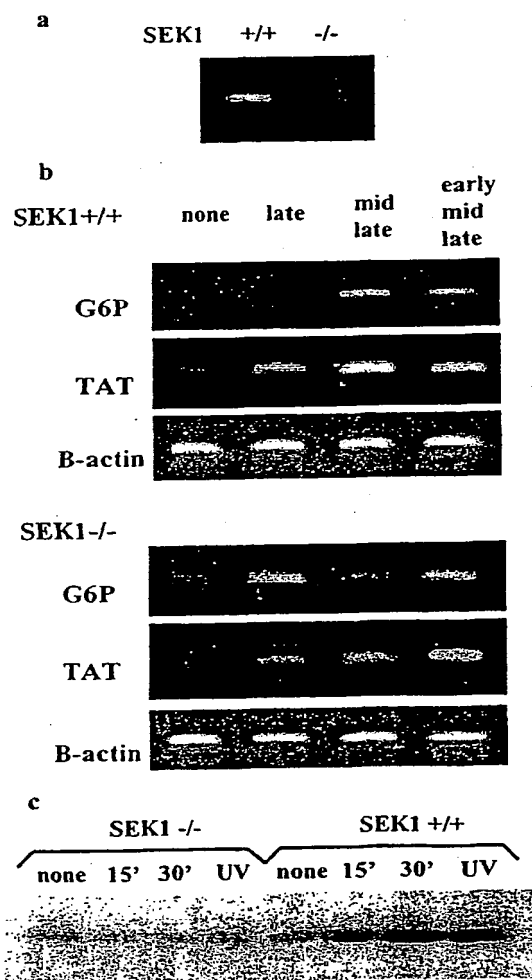 a
SEK1 +/+ -/-
b
SEK1+/+ none late mid late early mid late
G6P
TAT
B-actin
SEK1-/-
G6P
TAT
B-actin
c
SEK1 -/- SEK1 +/+
none 15' 30' UV none 15' 30' UV